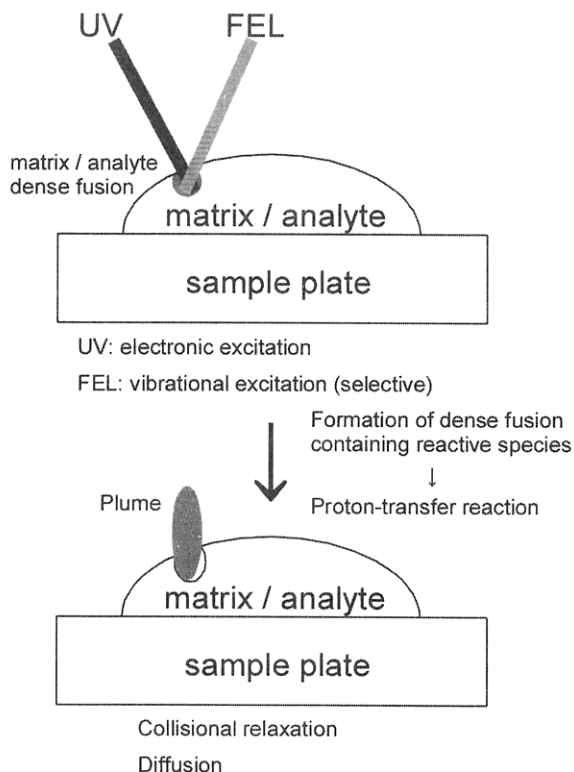 UV FEL
matrix / analyte
dense fusion
matrix / analyte
sample plate
UV: electronic excitation
FEL: vibrational excitation (selective)
Formation of dense fusion
containing reactive species
↓
Proton-transfer reaction
Plume
matrix / analyte
sample plate
Collisional relaxation
Diffusion